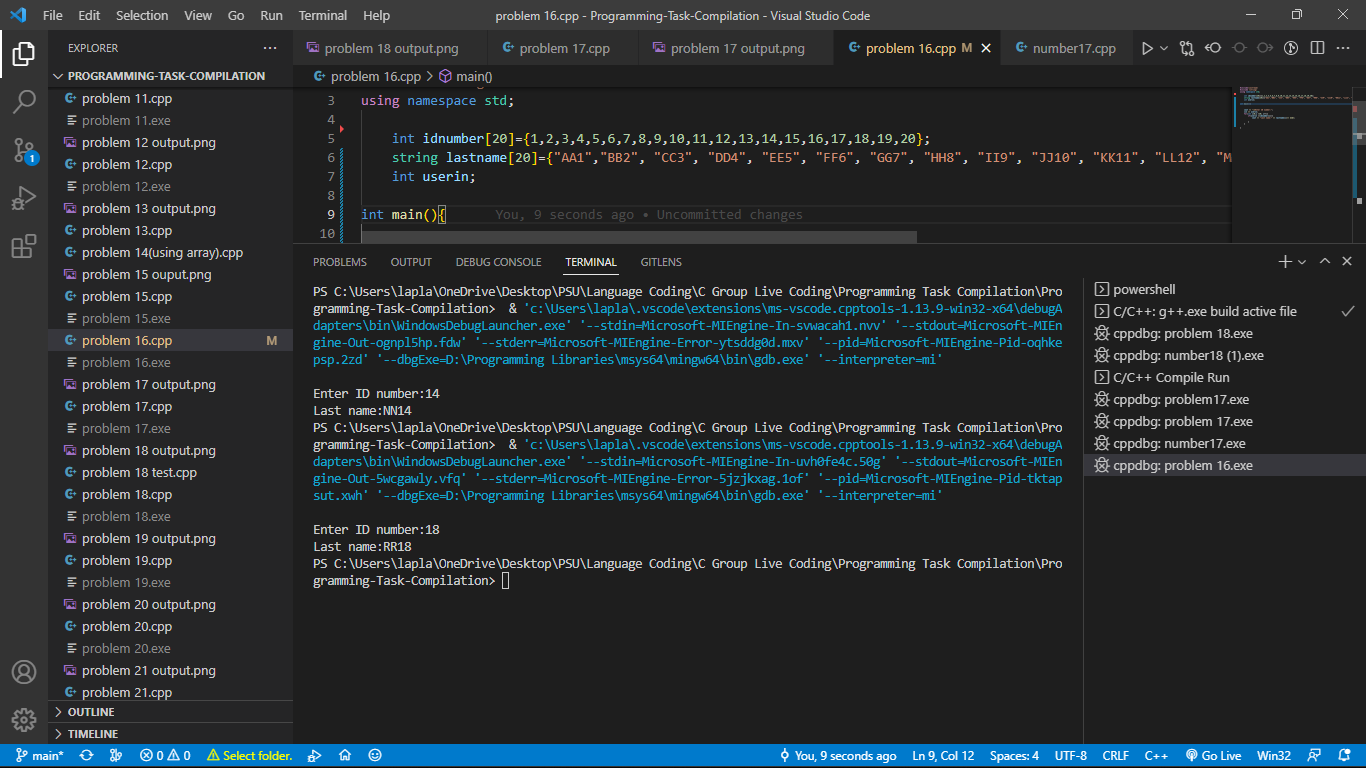 File Edit Selection View Go Run Terminal Help
problem 16.cpp - Programming-Task-Compilation - Visual Studio Code
EXPLORER
PROGRAMMING-TASK-COMPILATION
problem 11.cpp
problem 11.exe
problem 12 output.png
problem 12.cpp
problem 12.exe
problem 13 output.png
problem 13.cpp
problem 14(using array).cpp
problem 15 ouput.png
problem 15.cpp
problem 15.exe
problem 16.cpp M
problem 16.exe
problem 17 output.png
problem 17.cpp
problem 17.exe
problem 18 output.png
problem 18 test.cpp
problem 18.cpp
problem 18.exe
problem 19 output.png
problem 19.cpp
problem 19.exe
problem 20 output.png
problem 20.cpp
problem 20.exe
problem 21 output.png
problem 21.cpp
OUTLINE
TIMELINE
1
problem 18 output.png problem 17.cpp problem 17 output.png problem 16.cpp M number17.cpp
problem 16.cpp > main()
3 using namespace std;
4
5 int idnumber[20]={1,2,3,4,5,6,7,8,9,10,11,12,13,14,15,16,17,18,19,20};
6 string lastname[20]={"AA1","BB2", "CC3", "DD4", "EE5", "FF6", "GG7", "HH8", "II9", "JJ10", "KK11", "LL12", "M
7 int userin;
8
9 int main(){ You, 9 seconds ago • Uncommitted changes
10
PROBLEMS OUTPUT DEBUG CONSOLE TERMINAL GITLENS
PS C:\Users\lapla\OneDrive\Desktop\PSU\Language Coding\C Group Live Coding\Programming Task Compilation\Pro
gramming-Task-Compilation> & 'c:\Users\lapla\.vscode\extensions\ms-vscode.cpptools-1.13.9-win32-x64\debugA
dapters\bin\WindowsDebugLauncher.exe' '--stdin=Microsoft-MIEngine-In-svwacah1.nvv' '--stdout=Microsoft-MIEn
gine-Out-ognpl5hp.fdw' '--stderr=Microsoft-MIEngine-Error-ytsddg0d.mxv' '--pid=Microsoft-MIEngine-Pid-oqhke
psp.2zd' '--dbgExe=D:\Programming Libraries\msys64\mingw64\bin\gdb.exe' '--interpreter=mi'
Enter ID number:14
Last name:NN14
PS C:\Users\lapla\OneDrive\Desktop\PSU\Language Coding\C Group Live Coding\Programming Task Compilation\Pro
gramming-Task-Compilation> & 'c:\Users\lapla\.vscode\extensions\ms-vscode.cpptools-1.13.9-win32-x64\debugA
dapters\bin\WindowsDebugLauncher.exe' '--stdin=Microsoft-MIEngine-In-uvh0fe4c.50g' '--stdout=Microsoft-MIEn
gine-Out-5wcgawly.vfq' '--stderr=Microsoft-MIEngine-Error-5jzjkxag.1of' '--pid=Microsoft-MIEngine-Pid-tktap
sut.xwh' '--dbgExe=D:\Programming Libraries\msys64\mingw64\bin\gdb.exe' '--interpreter=mi'
Enter ID number:18
Last name:RR18
PS C:\Users\lapla\OneDrive\Desktop\PSU\Language Coding\C Group Live Coding\Programming Task Compilation\Pro
gramming-Task-Compilation>
powershell
C/C++: g++.exe build active file
cppdbg: problem 18.exe
cppdbg: number18 (1).exe
C/C++ Compile Run
cppdbg: problem17.exe
cppdbg: problem 17.exe
cppdbg: number17.exe
cppdbg: problem 16.exe
main* 0 0 Select folder. You, 9 seconds ago Ln 9, Col 12 Spaces: 4 UTF-8 CRLF C++ Go Live Win32